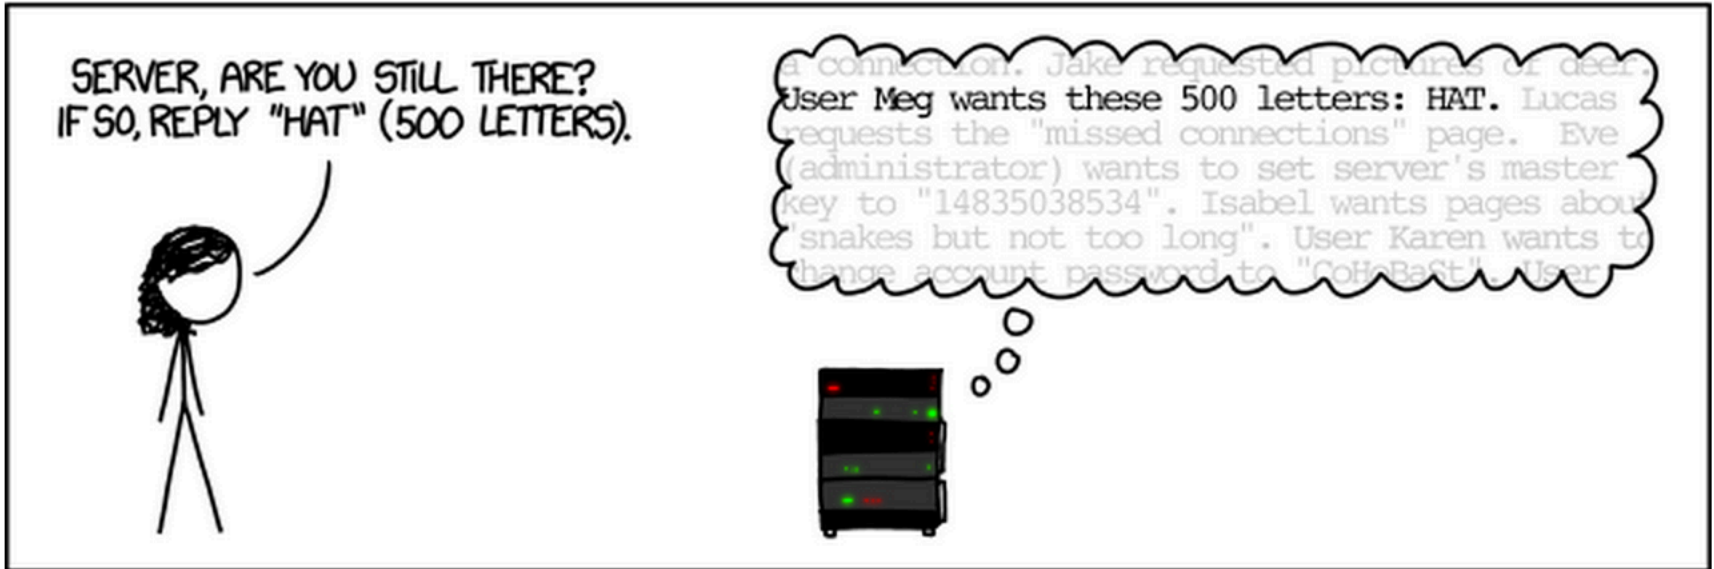 SERVER, ARE YOU STILL THERE?
IF SO, REPLY "HAT" (500 LETTERS).
a connection. Jake requested pictures of deer.
User Meg wants these 500 letters: HAT. Lucas
requests the "missed connections" page. Eve
(administrator) wants to set server's master
key to "14835038534". Isabel wants pages about
"snakes but not too long". User Karen wants to
change account password to "CoHoBaSt". User